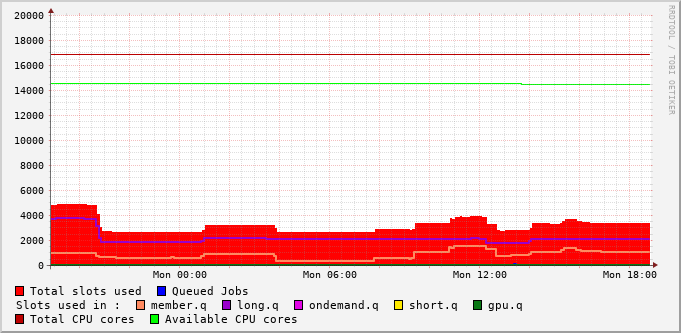 RRDTOOL / TOBI OETIKER
20000
18000
16000
14000
12000
10000
8000
6000
4000
2000
0
Mon 00:00 Mon 06:00 Mon 12:00 Mon 18:00
Total slots used Queued Jobs
Slots used in : member.q long.q ondemand.q short.q gpu.q
Total CPU cores Available CPU cores